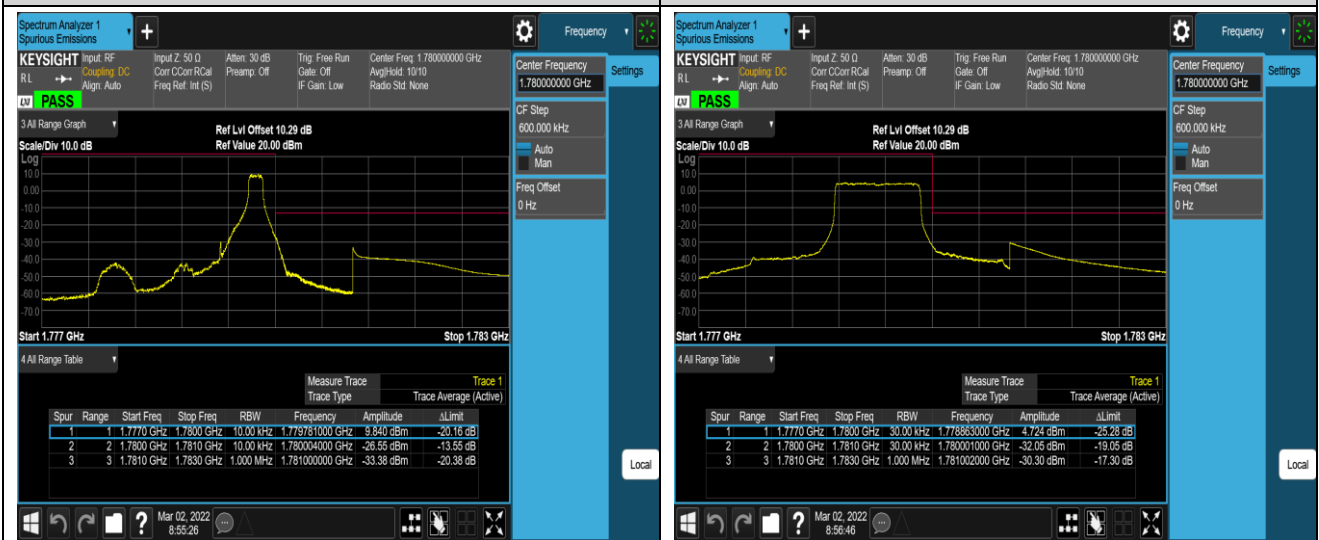 Spectrum Analyzer 1
Spurious Emissions
Frequency
KEYSIGHT Input: RF Input Z: 50 Ω Atten: 30 dB Trig: Free Run Center Freq: 1.780000000 GHz
RL Coupling: DC Corr CCorr RCal Preamp: Off Gate: Off Avg|Hold: 10/10
Align: Auto Freq Ref: Int (S) IF Gain: Low Radio Std: None
LXI PASS
Center Frequency
1.780000000 GHz
Settings
CF Step
600.000 kHz
Auto
Man
Freq Offset
0 Hz
3 All Range Graph
Ref Lvl Offset 10.29 dB
Scale/Div 10.0 dB Ref Value 20.00 dBm
Log
10.0
0.00
-10.0
-20.0
-30.0
-40.0
-50.0
-60.0
-70.0
Start 1.777 GHz Stop 1.783 GHz
4 All Range Table
Measure Trace Trace 1
Trace Type Trace Average (Active)
Spur Range Start Freq Stop Freq RBW Frequency Amplitude ΔLimit
1 1 1.7770 GHz 1.7800 GHz 10.00 kHz 1.779781000 GHz 9.840 dBm -20.16 dB
2 2 1.7800 GHz 1.7810 GHz 10.00 kHz 1.780004000 GHz -26.55 dBm -13.55 dB
3 3 1.7810 GHz 1.7830 GHz 1.000 MHz 1.781000000 GHz -33.38 dBm -20.38 dB
Local
? Mar 02, 2022
8:55:26
Spectrum Analyzer 1
Spurious Emissions
Frequency
KEYSIGHT Input: RF Input Z: 50 Ω Atten: 30 dB Trig: Free Run Center Freq: 1.780000000 GHz
RL Coupling: DC Corr CCorr RCal Preamp: Off Gate: Off Avg|Hold: 10/10
Align: Auto Freq Ref: Int (S) IF Gain: Low Radio Std: None
LXI PASS
Center Frequency
1.780000000 GHz
Settings
CF Step
600.000 kHz
Auto
Man
Freq Offset
0 Hz
3 All Range Graph
Ref Lvl Offset 10.29 dB
Scale/Div 10.0 dB Ref Value 20.00 dBm
Log
10.0
0.00
-10.0
-20.0
-30.0
-40.0
-50.0
-60.0
-70.0
Start 1.777 GHz Stop 1.783 GHz
4 All Range Table
Measure Trace Trace 1
Trace Type Trace Average (Active)
Spur Range Start Freq Stop Freq RBW Frequency Amplitude ΔLimit
1 1 1.7770 GHz 1.7800 GHz 30.00 kHz 1.778863000 GHz 4.724 dBm -25.28 dB
2 2 1.7800 GHz 1.7810 GHz 30.00 kHz 1.780001000 GHz -32.05 dBm -19.05 dB
3 3 1.7810 GHz 1.7830 GHz 1.000 MHz 1.781002000 GHz -30.30 dBm -17.30 dB
Local
? Mar 02, 2022
8:56:46